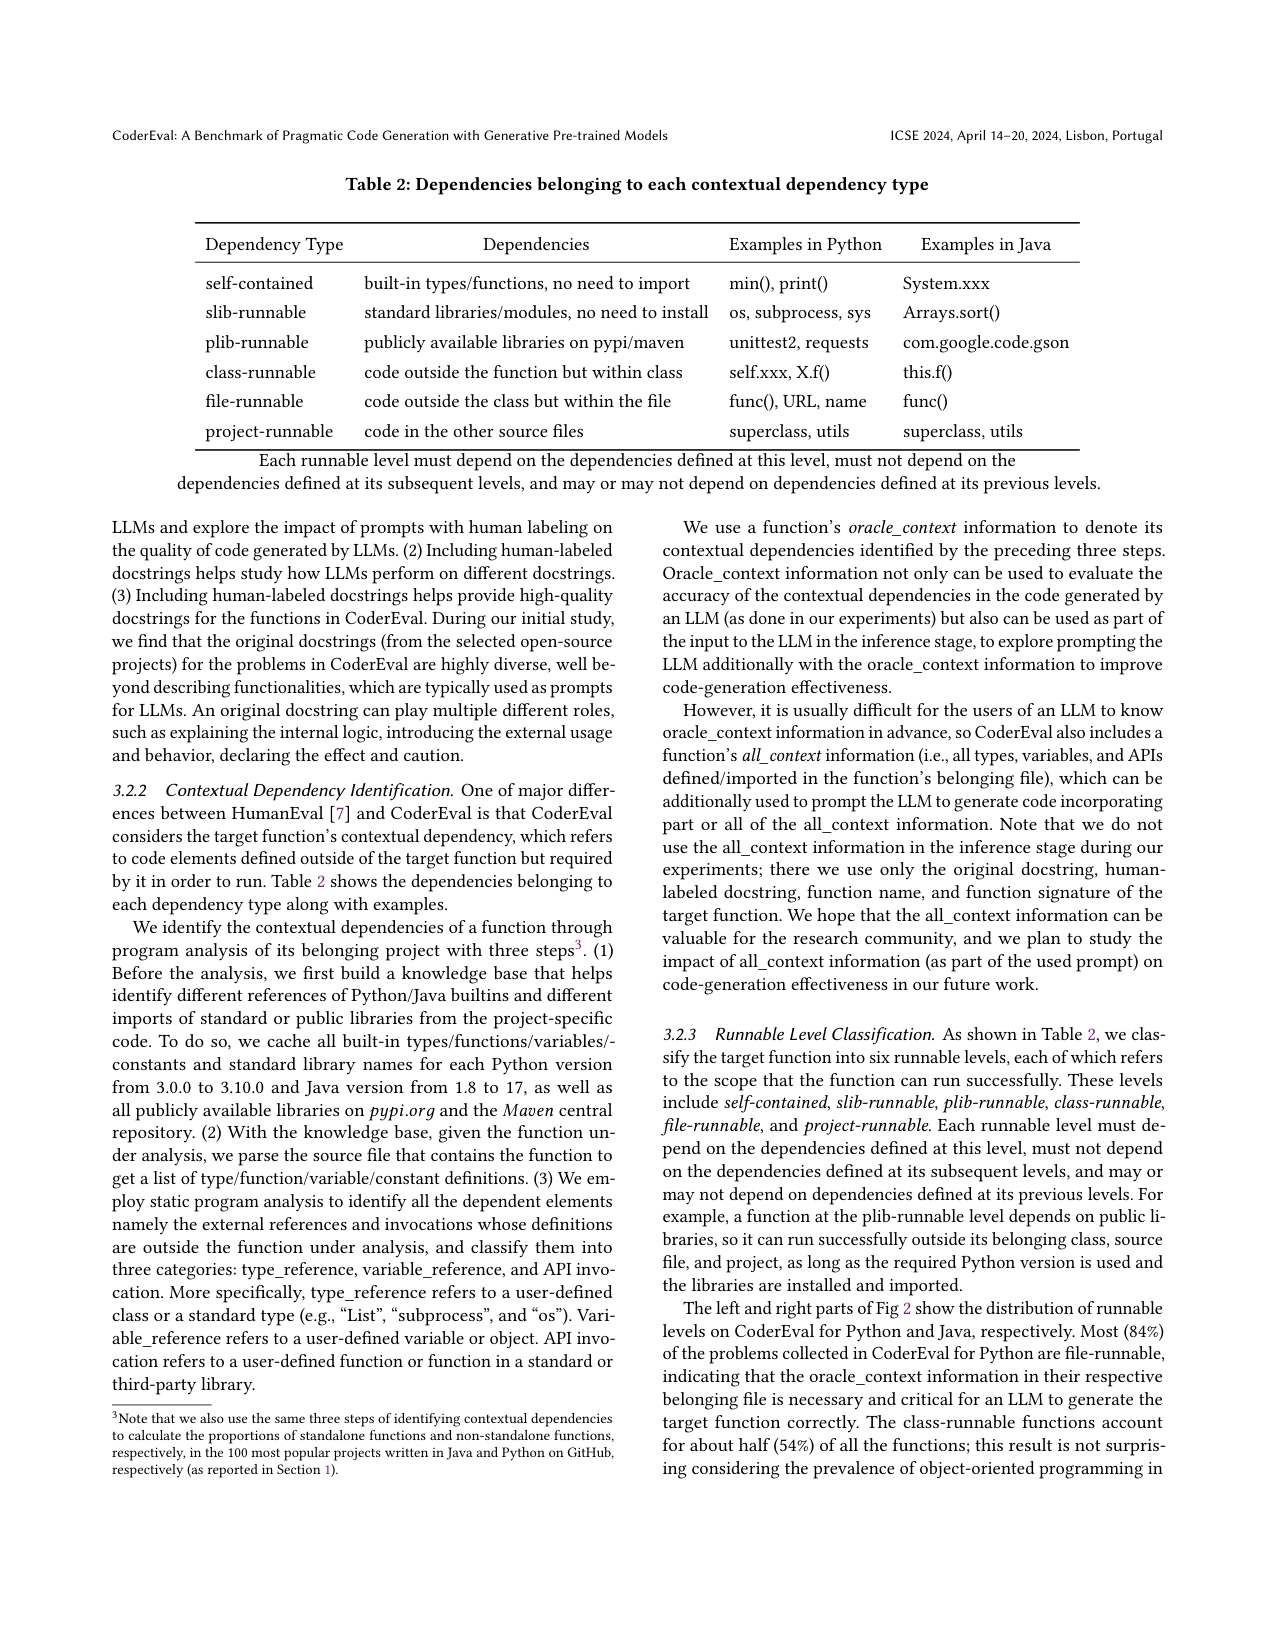 CoderEval: A Benchmark of Pragmatic Code Generation with Generative Pre-trained Models
ICSE 2024, April 14–20, 2024, Lisbon, Portugal
Table 2: Dependencies belonging to each contextual dependency type
Dependency Type Dependencies Examples in Python Examples in Java
self-contained built-in types/functions, no need to import min(), print() System.xxx
slib-runnable standard libraries/modules, no need to install os, subprocess, sys Arrays.sort()
plib-runnable publicly available libraries on pypi/maven unittest2, requests com.google.code.gson
class-runnable code outside the function but within class self.xxx, X.f() this.f()
file-runnable code outside the class but within the file func(), URL, name func()
project-runnable code in the other source files superclass, utils superclass, utils
Each runnable level must depend on the dependencies defined at this level, must not depend on the
dependencies defined at its subsequent levels, and may or may not depend on dependencies defined at its previous levels.
LLMs and explore the impact of prompts with human labeling on
the quality of code generated by LLMs. (2) Including human-labeled
docstrings helps study how LLMs perform on different docstrings.
(3) Including human-labeled docstrings helps provide high-quality
docstrings for the functions in CoderEval. During our initial study,
we find that the original docstrings (from the selected open-source
projects) for the problems in CoderEval are highly diverse, well be-
yond describing functionalities, which are typically used as prompts
for LLMs. An original docstring can play multiple different roles,
such as explaining the internal logic, introducing the external usage
and behavior, declaring the effect and caution.
3.2.2 Contextual Dependency Identification. One of major differ-
ences between HumanEval [7] and CoderEval is that CoderEval
considers the target function's contextual dependency, which refers
to code elements defined outside of the target function but required
by it in order to run. Table 2 shows the dependencies belonging to
each dependency type along with examples.
We identify the contextual dependencies of a function through
program analysis of its belonging project with three steps3. (1)
Before the analysis, we first build a knowledge base that helps
identify different references of Python/Java builtins and different
imports of standard or public libraries from the project-specific
code. To do so, we cache all built-in types/functions/variables/-
constants and standard library names for each Python version
from 3.0.0 to 3.10.0 and Java version from 1.8 to 17, as well as
all publicly available libraries on pypi.org and the Maven central
repository. (2) With the knowledge base, given the function un-
der analysis, we parse the source file that contains the function to
get a list of type/function/variable/constant definitions. (3) We em-
ploy static program analysis to identify all the dependent elements
namely the external references and invocations whose definitions
are outside the function under analysis, and classify them into
three categories: type_reference, variable_reference, and API invo-
cation. More specifically, type_reference refers to a user-defined
class or a standard type (e.g., “List”, “subprocess”, and “os”). Vari-
able_reference refers to a user-defined variable or object. API invo-
cation refers to a user-defined function or function in a standard or
third-party library.
3Note that we also use the same three steps of identifying contextual dependencies
to calculate the proportions of standalone functions and non-standalone functions,
respectively, in the 100 most popular projects written in Java and Python on GitHub,
respectively (as reported in Section 1).
We use a function's oracle_context information to denote its
contextual dependencies identified by the preceding three steps.
Oracle_context information not only can be used to evaluate the
accuracy of the contextual dependencies in the code generated by
an LLM (as done in our experiments) but also can be used as part of
the input to the LLM in the inference stage, to explore prompting the
LLM additionally with the oracle_context information to improve
code-generation effectiveness.
However, it is usually difficult for the users of an LLM to know
oracle_context information in advance, so CoderEval also includes a
function's all_context information (i.e., all types, variables, and APIs
defined/imported in the function's belonging file), which can be
additionally used to prompt the LLM to generate code incorporating
part or all of the all_context information. Note that we do not
use the all_context information in the inference stage during our
experiments; there we use only the original docstring, human-
labeled docstring, function name, and function signature of the
target function. We hope that the all_context information can be
valuable for the research community, and we plan to study the
impact of all_context information (as part of the used prompt) on
code-generation effectiveness in our future work.
3.2.3 Runnable Level Classification. As shown in Table 2, we clas-
sify the target function into six runnable levels, each of which refers
to the scope that the function can run successfully. These levels
include self-contained, slib-runnable, plib-runnable, class-runnable,
file-runnable, and project-runnable. Each runnable level must de-
pend on the dependencies defined at this level, must not depend
on the dependencies defined at its subsequent levels, and may or
may not depend on dependencies defined at its previous levels. For
example, a function at the plib-runnable level depends on public li-
braries, so it can run successfully outside its belonging class, source
file, and project, as long as the required Python version is used and
the libraries are installed and imported.
The left and right parts of Fig 2 show the distribution of runnable
levels on CoderEval for Python and Java, respectively. Most (84%)
of the problems collected in CoderEval for Python are file-runnable,
indicating that the oracle_context information in their respective
belonging file is necessary and critical for an LLM to generate the
target function correctly. The class-runnable functions account
for about half (54%) of all the functions; this result is not surpris-
ing considering the prevalence of object-oriented programming in